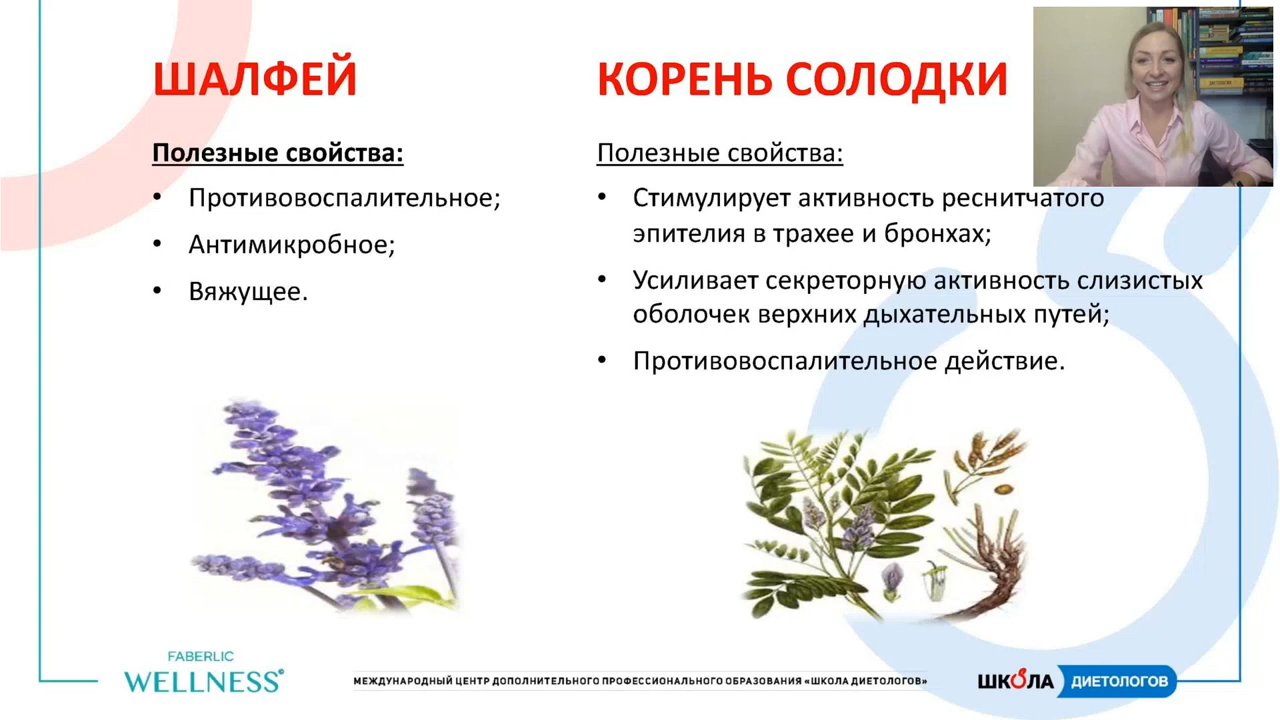 ШАЛФЕЙ
Полезные свойства:
• Противовоспалительное;
• Антимикробное;
• Вяжущее.
КОРЕНЬ СОЛОДКИ
Полезные свойства:
• Стимулирует активность реснитчатого
эпителия в трахее и бронхах;
• Усиливает секреторную активность слизистых
оболочек верхних дыхательных путей;
• Противовоспалительное действие.
FABERLIC
WELLNESS
МЕЖДУНАРОДНЫЙ ЦЕНТР ДОПОЛНИТЕЛЬНОГО ПРОФЕССИОНАЛЬНОГО ОБРАЗОВАНИЯ «ШКОЛА ДИЕТОЛОГОВ»
ШКОЛА ДИЕТОЛОГОВ